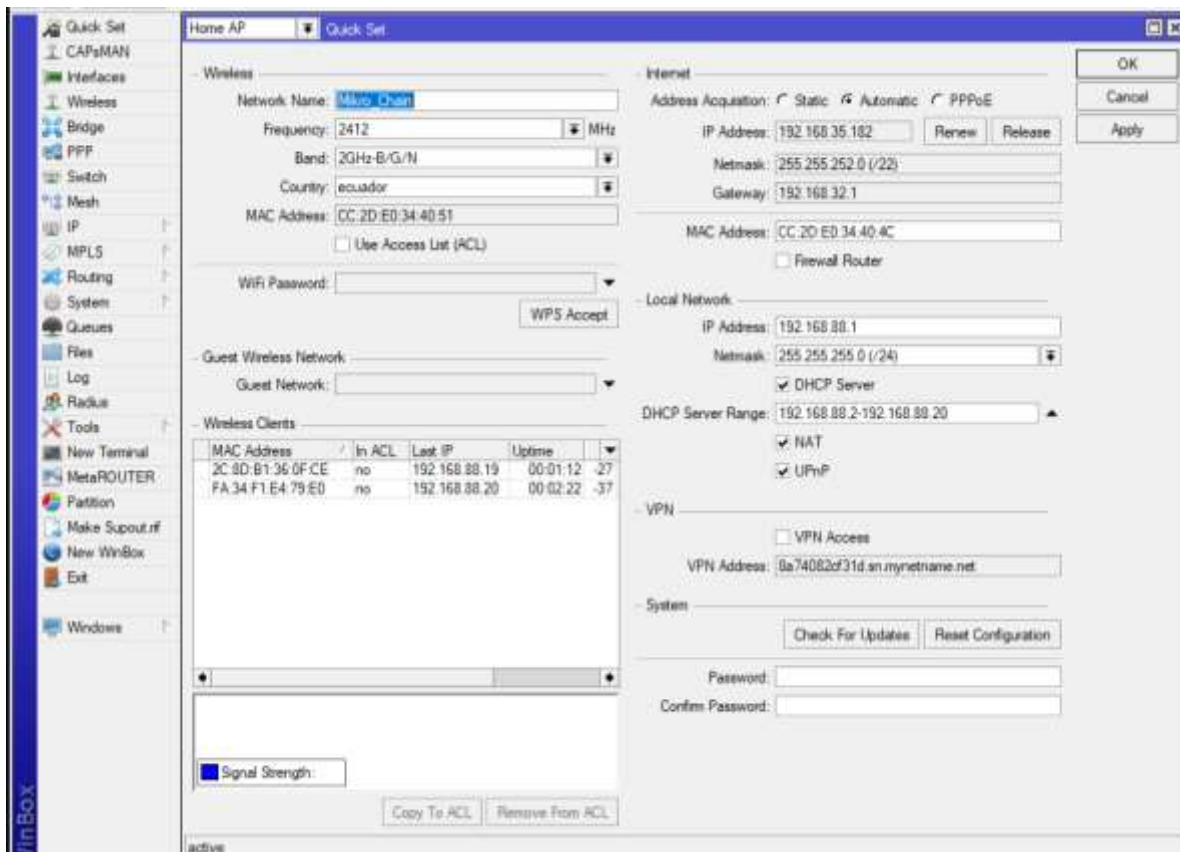 Quick Set
CAPsMAN
Interfaces
Wireless
Bridge
PPP
Switch
Mesh
IP
MPLS
Routing
System
Queues
Files
Log
Radius
Tools
New Terminal
MetaROUTER
Partition
Make Supout.rif
New WinBox
Exit
Windows
WinBox
Home AP
Quick Set
Wireless
Network Name: Mikro_Chain
Frequency: 2412 MHz
Band: 2GHz-B/G/N
Country: ecuador
MAC Address: CC:2D:E0:34:40:51
Use Access List (ACL)
WiFi Password:
WPS Accept
Guest Wireless Network
Guest Network:
Wireless Clients
MAC Address In ACL Last IP Uptime
2C:8D:B1:36:0F:CE no 192.168.88.19 00:01:12 -27
FA:34:F1:E4:79:E0 no 192.168.88.20 00:02:22 -37
Signal Strength:
Copy To ACL Remove From ACL
active
Internet
Address Acquisition: Static Automatic PPPoE
IP Address: 192.168.35.182 Renew Release
Netmask: 255.255.252.0 (/22)
Gateway: 192.168.32.1
MAC Address: CC:2D:E0:34:40:4C
Firewall Router
Local Network
IP Address: 192.168.88.1
Netmask: 255.255.255.0 (/24)
DHCP Server
DHCP Server Range: 192.168.88.2-192.168.88.20
NAT
UPnP
VPN
VPN Access
VPN Address: 8a74082cf31d.sn.mynetname.net
System
Check For Updates Reset Configuration
Password:
Confirm Password:
OK
Cancel
Apply